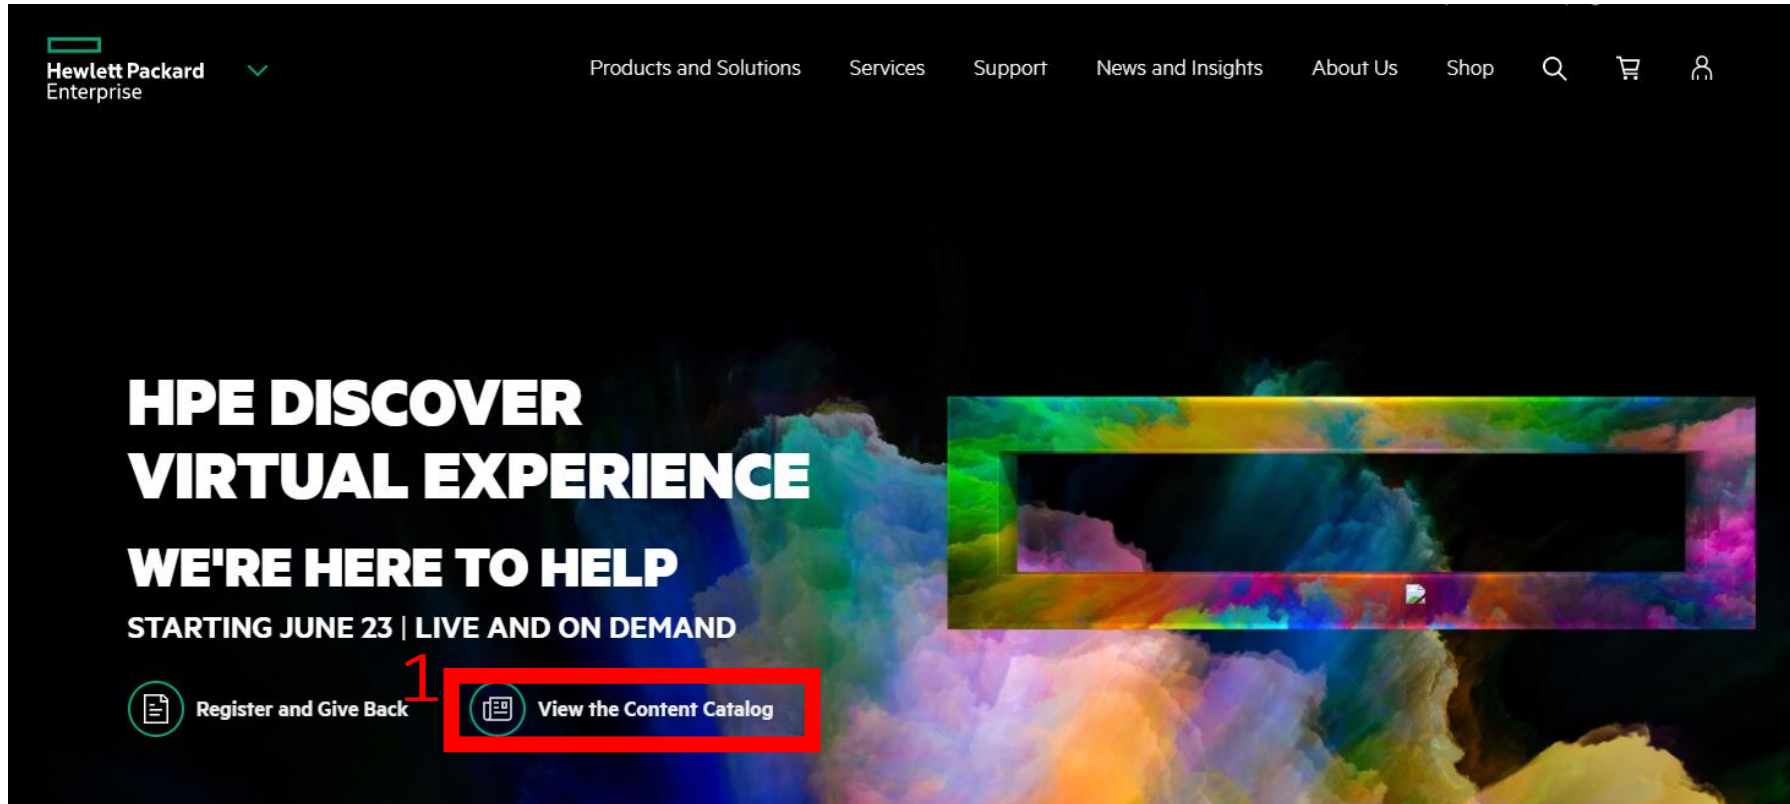 Hewlett Packard
Enterprise
Products and Solutions Services Support News and Insights About Us Shop
HPE DISCOVER
VIRTUAL EXPERIENCE
WE'RE HERE TO HELP
STARTING JUNE 23 | LIVE AND ON DEMAND
1
Register and Give Back View the Content Catalog